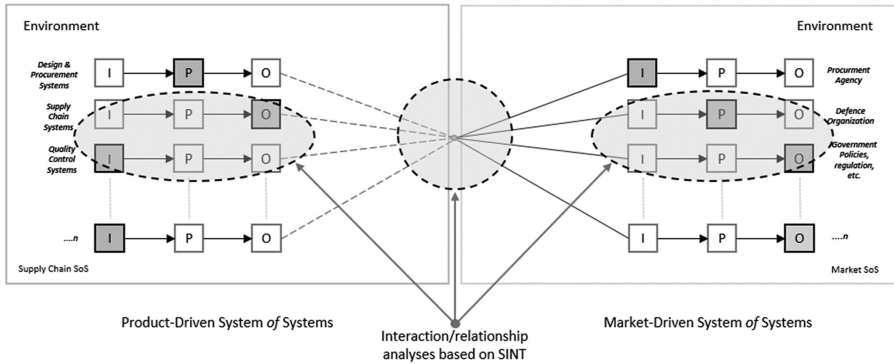 Environment
Design &
Procurement
Systems
I P O
Supply
Chain
Systems
I P O
Quality
Control
Systems
I P O
....n
I P O
Supply Chain SoS
Environment
I P O
Procurment
Agency
I P O
Defence
Organization
I P O
Government
Policies,
regulation,
etc.
I P O
....n
Market SoS
Product-Driven System of Systems
Interaction/relationship
analyses based on SINT
Market-Driven System of Systems